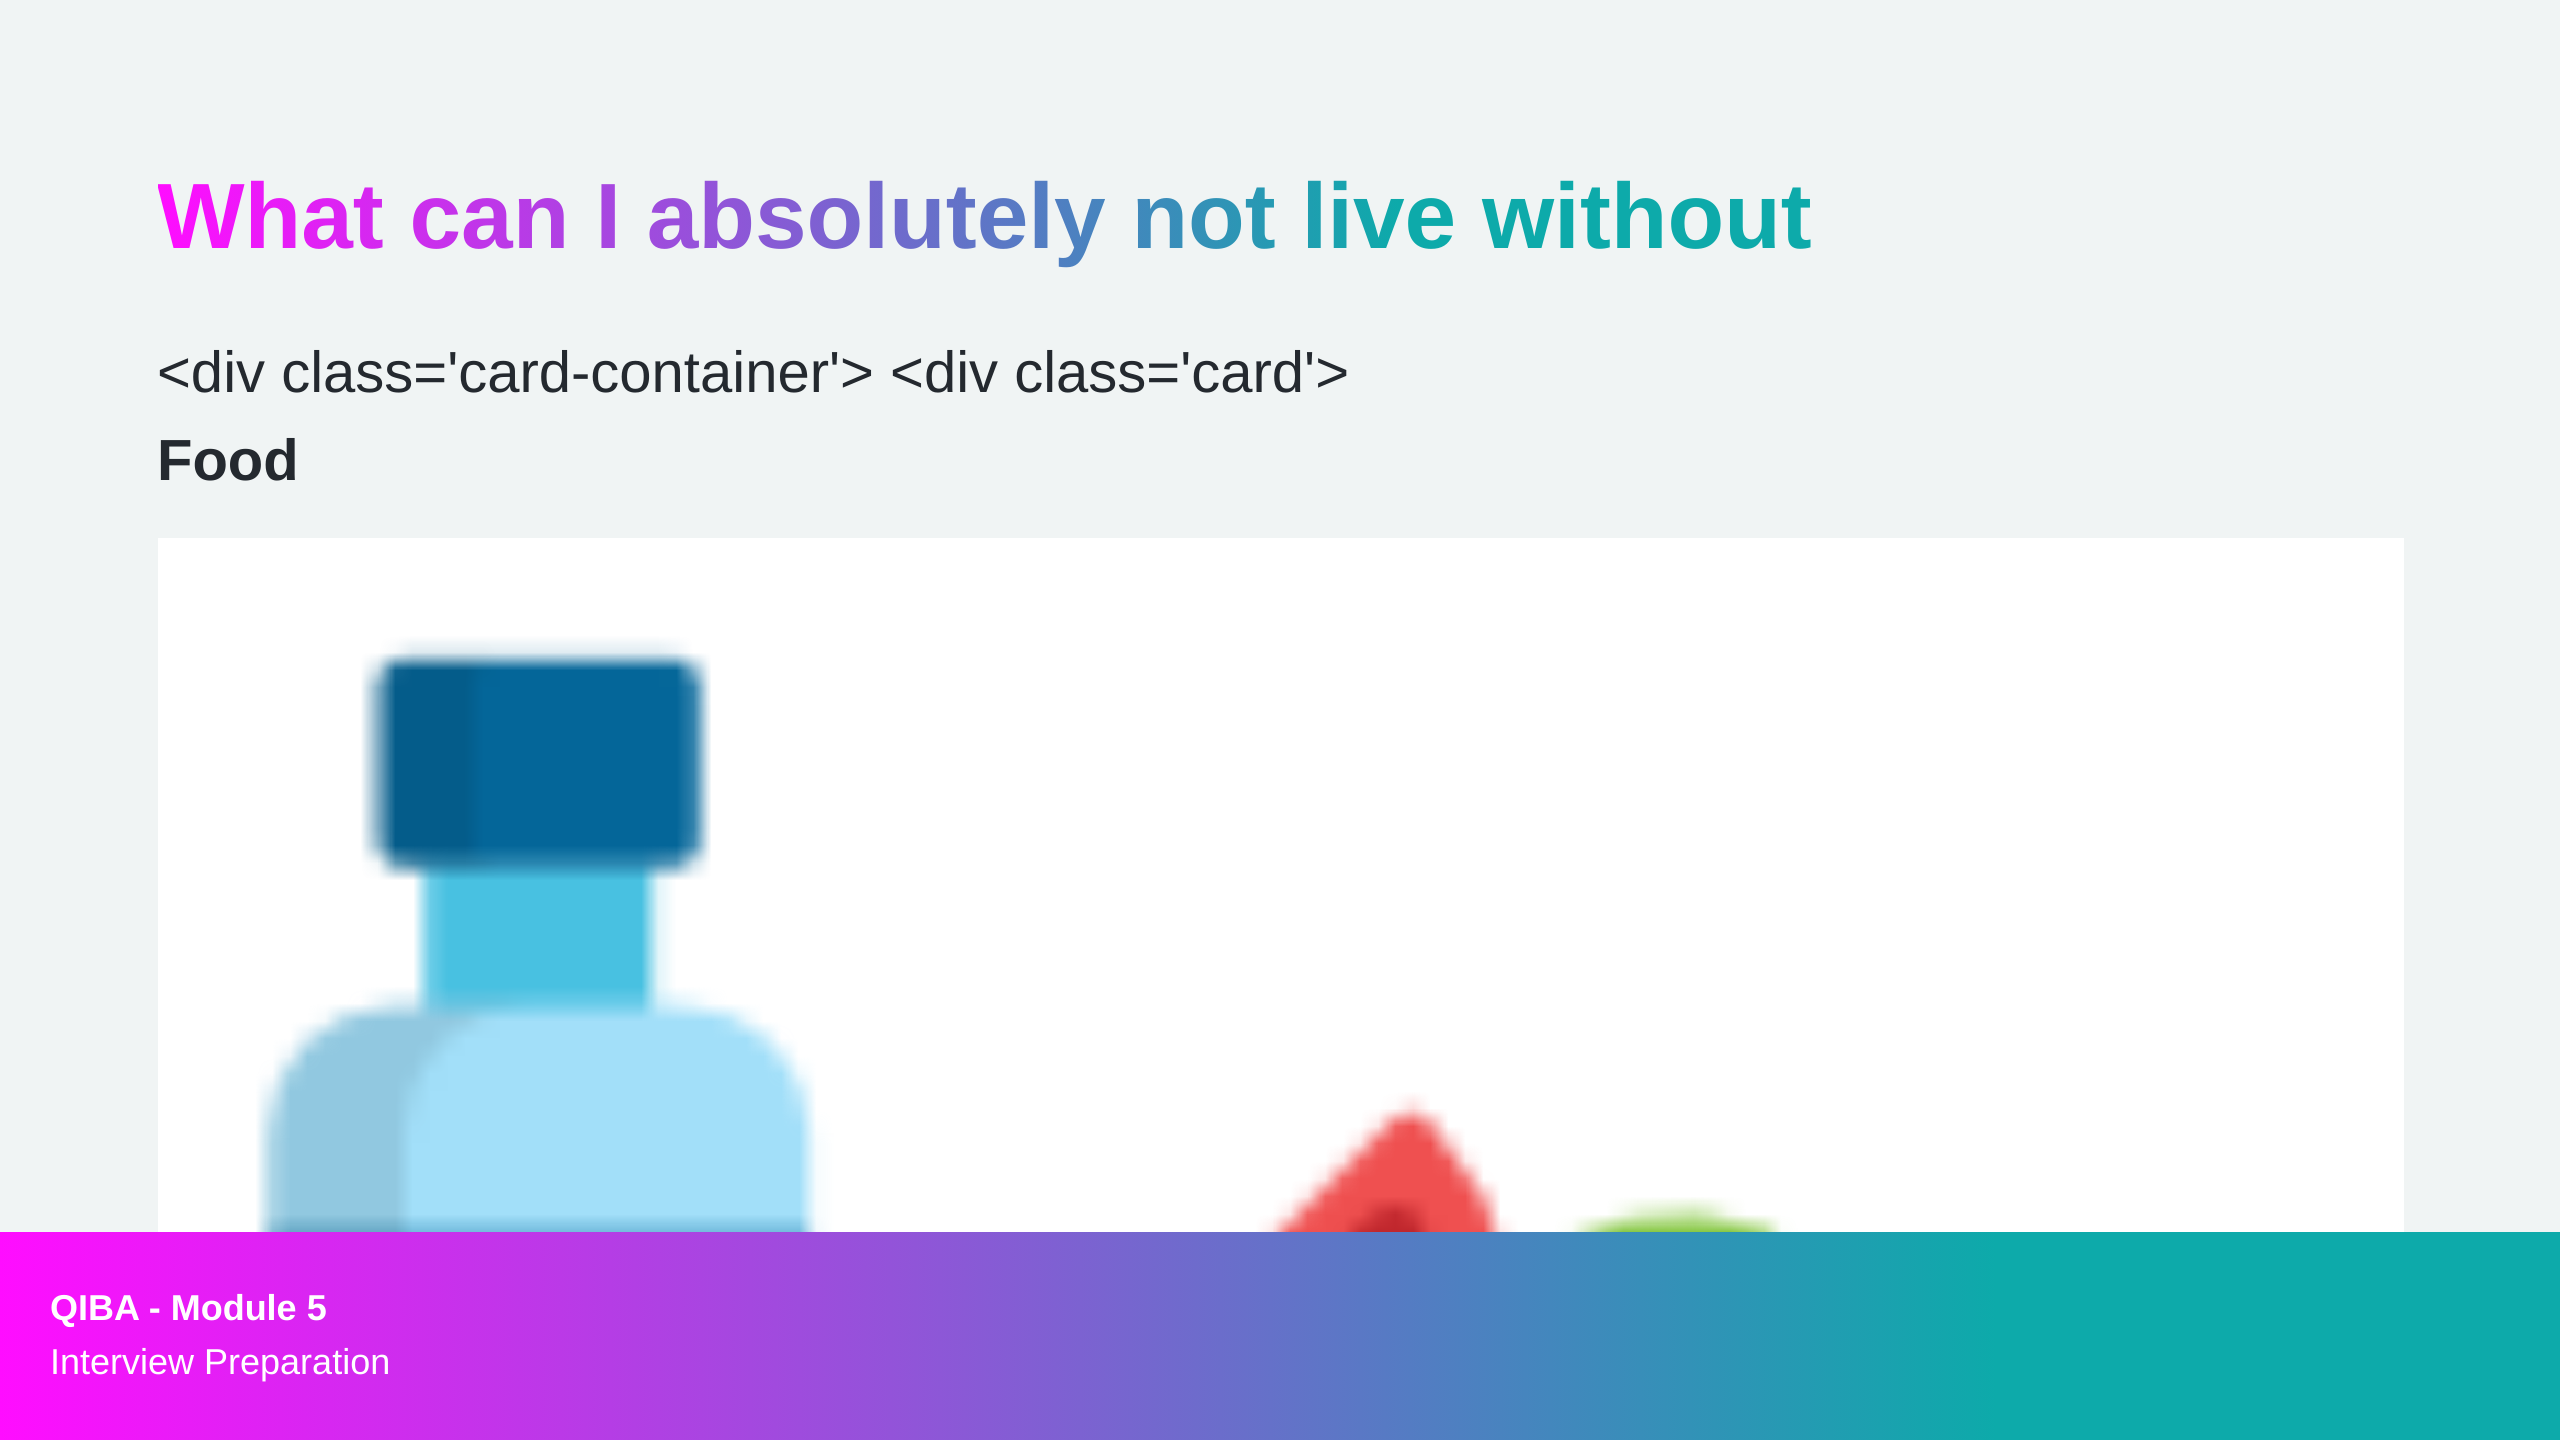 What can I absolutely not live without
<div class='card-container'> <div class='card'>
Food
QIBA - Module 5
Interview Preparation